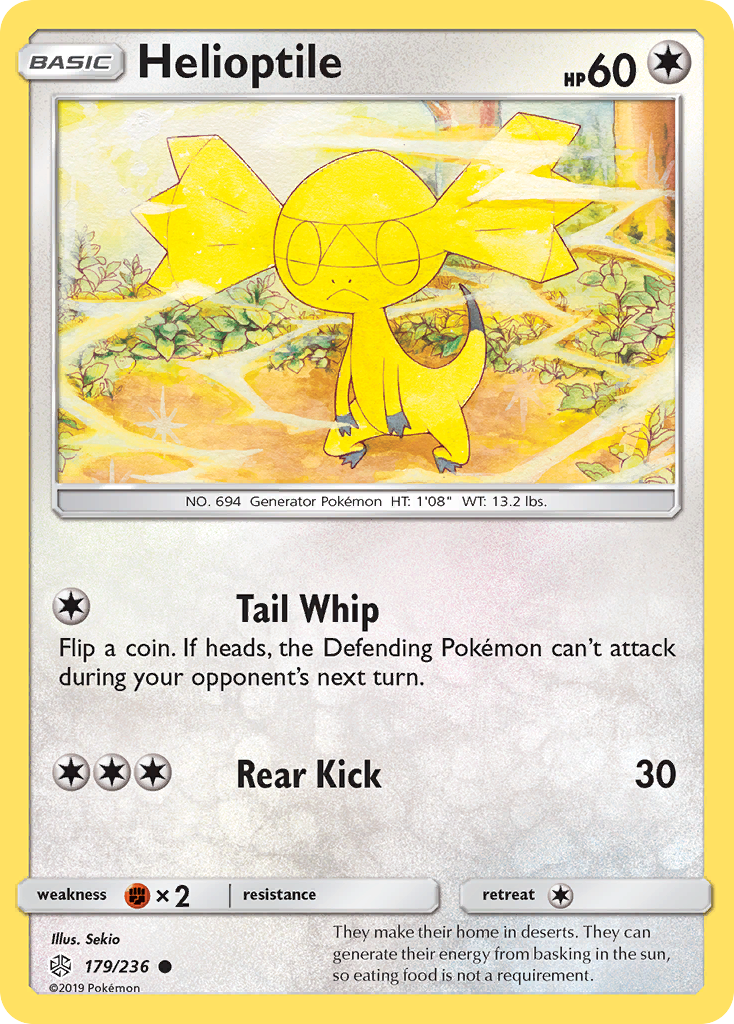 BASIC Helioptile HP60
NO. 694 Generator Pokémon HT: 1'08" WT: 13.2 lbs.
Tail Whip
Flip a coin. If heads, the Defending Pokémon can't attack
during your opponent's next turn.
Rear Kick 30
weakness ×2 resistance retreat
Illus. Sekio
179/236
©2019 Pokémon
They make their home in deserts. They can
generate their energy from basking in the sun,
so eating food is not a requirement.